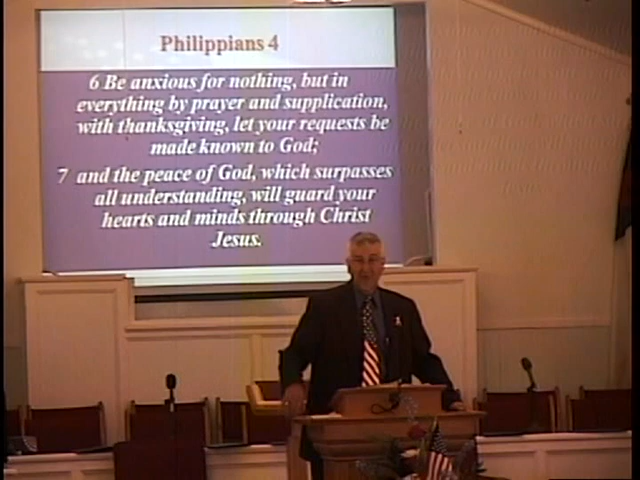 Philippians 4
6 Be anxious for nothing, but in
everything by prayer and supplication,
with thanksgiving, let your requests be
made known to God;
7 and the peace of God, which surpasses
all understanding, will guard your
hearts and minds through Christ
Jesus.